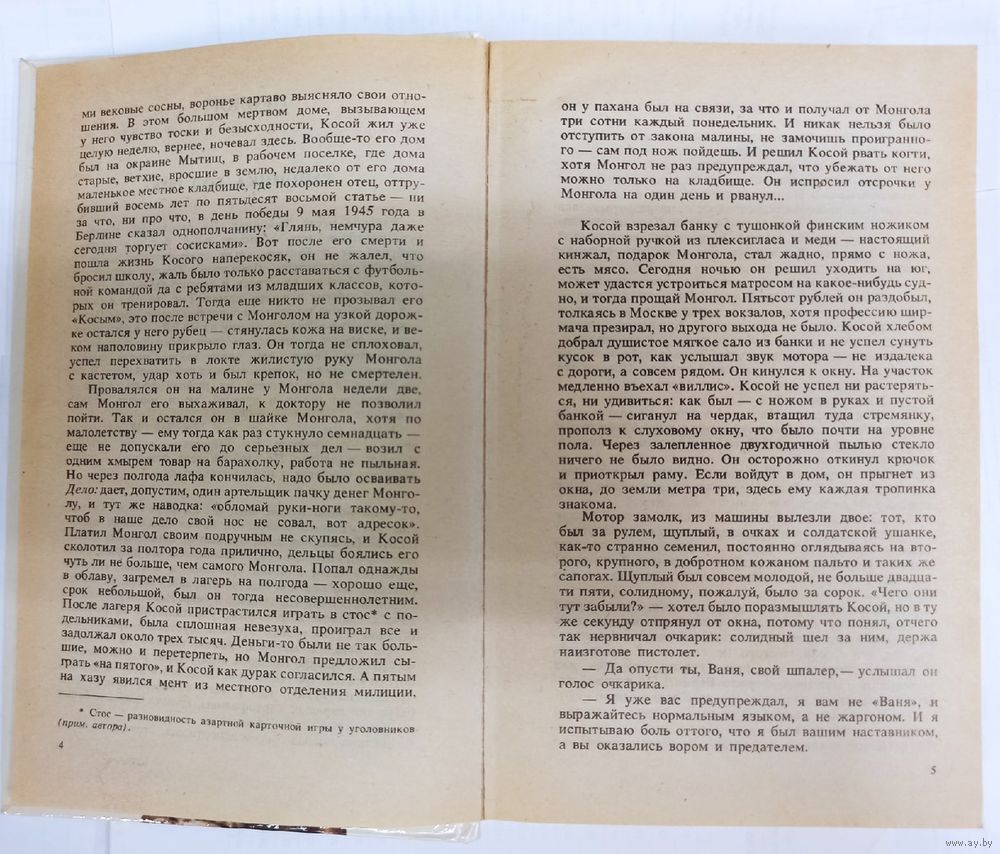 ми вековые сосны, воронье картаво выясняло свои отно-
шения. В этом большом мертвом доме, вызывающем
у него чувство тоски и безысходности, Косой жил уже
целую неделю, вернее, ночевал здесь. Вообще-то его дом
был на окраине Мытищ, в рабочем поселке, где дома
старые, ветхие, вросшие в землю, недалеко от его дома
маленькое местное кладбище, где похоронен отец, оттру-
бивший восемь лет по пятьдесят восьмой статье — ни
за что, ни про что, в день победы 9 мая 1945 года в
Берлине сказал однополчанину: «Глянь, немчура даже
сегодня торгует сосисками». Вот после его смерти и
пошла жизнь Косого наперекосяк, он не жалел, что
бросил школу, жаль было только расставаться с футболь-
ной командой да с ребятами из младших классов, кото-
рых он тренировал. Тогда еще никто не прозывал его
«Косым», это после встречи с Монголом на узкой дорож-
ке остался у него рубец — стянулась кожа на виске, и ве-
ком наполовину прикрыло глаз. Он тогда не сплоховал,
успел перехватить в локте жилистую руку Монгола
с кастетом, удар хоть и был крепок, но не смертелен.
Провалялся он на малине у Монгола недели две,
сам Монгол его выхаживал, к доктору не позволил
пойти. Так и остался он в шайке Монгола, хотя по
малолетству — ему тогда как раз стукнуло семнадцать —
еще не допускали его до серьезных дел — возил с
одним хмырем товар на барахолку, работа не пыльная.
Но через полгода лафа кончилась, надо было осваивать
Дело: дает, допустим, один артельщик пачку денег Монго-
лу, и тут же наводка: «обломай руки-ноги такому-то,
чтоб в наше дело свой нос не совал, вот адресок».
Платил Монгол своим подручным не скупясь, и Косой
сколотил за полтора года прилично, дельцы боялись его
чуть ли не больше, чем самого Монгола. Попал однажды
в облаву, загремел в лагерь на полгода — хорошо еще,
срок небольшой, был он тогда несовершеннолетним.
После лагеря Косой пристрастился играть в стос* с по-
дельниками, была сплошная невезуха, проиграл все и
задолжал около трех тысяч. Деньги-то были не так боль-
шие, можно и перетерпеть, но Монгол предложил сы-
грать «на пятого», и Косой как дурак согласился. А пятым
на хазу явился мент из местного отделения милиции,
* Стос — разновидность азартной карточной игры у уголовников
(прим. автора).
4
он у пахана был на связи, за что и получал от Монгола
три сотни каждый понедельник. И никак нельзя было
отступить от закона малины, не замочишь проигранно-
го — сам под нож пойдешь. И решил Косой рвать когти,
хотя Монгол не раз предупреждал, что убежать от него
можно только на кладбище. Он испросил отсрочки у
Монгола на один день и рванул...
Косой взрезал банку с тушонкой финским ножиком
с наборной ручкой из плексигласа и меди — настоящий
кинжал, подарок Монгола, стал жадно, прямо с ножа,
есть мясо. Сегодня ночью он решил уходить на юг,
может удастся устроиться матросом на какое-нибудь суд-
но, и тогда прощай Монгол. Пятьсот рублей он раздобыл,
толкаясь в Москве у трех вокзалов, хотя профессию шир-
мача презирал, но другого выхода не было. Косой хлебом
добрал душистое мягкое сало из банки и не успел сунуть
кусок в рот, как услышал звук мотора — не издалека
с дороги, а совсем рядом. Он кинулся к окну. На участок
медленно въехал «виллис». Косой не успел ни растерять-
ся, ни удивиться: как был — с ножом в руках и пустой
банкой — сиганул на чердак, втащил туда стремянку,
прополз к слуховому окну, что было почти на уровне
пола. Через залепленное двухгодичной пылью стекло
ничего не было видно. Он осторожно откинул крючок
и приоткрыл раму. Если войдут в дом, он прыгнет из
окна, до земли метра три, здесь ему каждая тропинка
знакома.
Мотор замолк, из машины вылезли двое: тот, кто
был за рулем, щуплый, в очках и солдатской ушанке,
как-то странно семенил, постоянно оглядываясь на вто-
рого, крупного, в добротном кожаном пальто и таких же
сапогах. Щуплый был совсем молодой, не больше двадца-
ти пяти, солидному, пожалуй, было за сорок. «Чего они
тут забыли?» — хотел было поразмышлять Косой, но в ту
же секунду отпрянул от окна, потому что понял, отчего
так нервничал очкарик: солидный шел за ним, держа
наизготове пистолет.
— Да опусти ты, Ваня, свой шпалер,— услышал он
голос очкарика.
— Я уже вас предупреждал, я вам не «Ваня», и
выражайтесь нормальным языком, а не жаргоном. И я
испытываю боль оттого, что я был вашим наставником,
а вы оказались вором и предателем.
5
www.ay.by